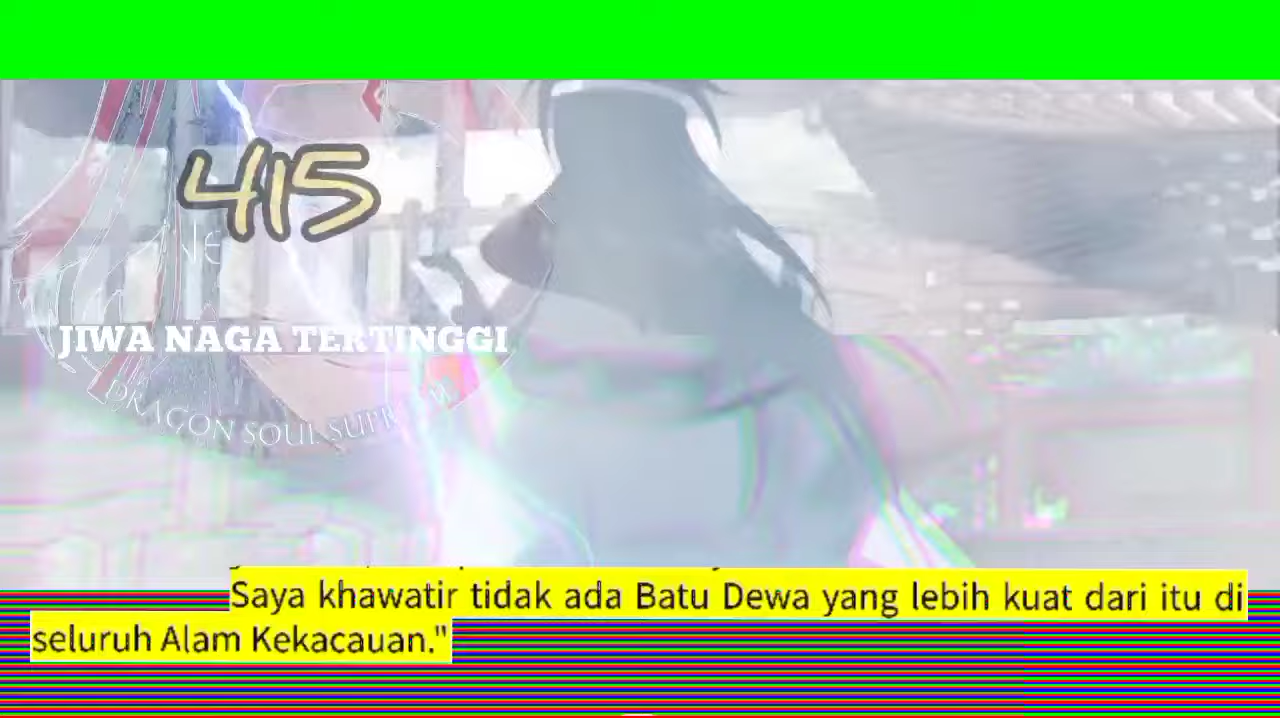 415
JIWA NAGA TERTINGGI
DRAGON SOUL SUPR
Saya khawatir tidak ada Batu Dewa yang lebih kuat dari itu di
seluruh Alam Kekacauan."